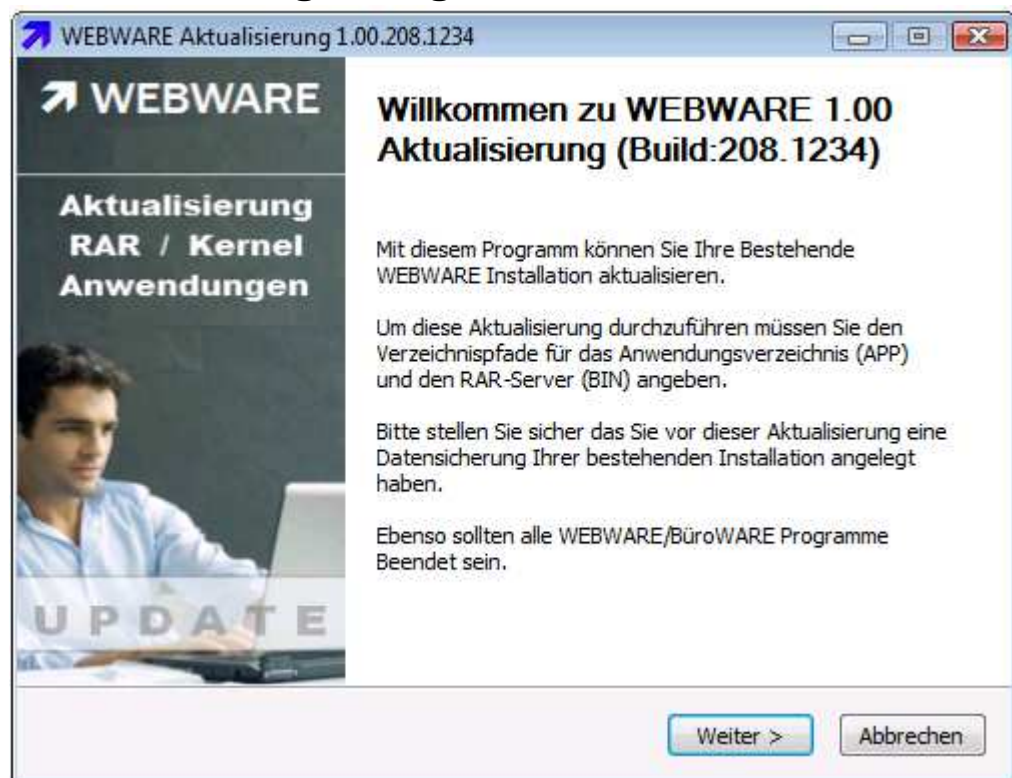 WEBWARE Aktualisierung 1.00.208.1234
WEBWARE
Aktualisierung
RAR / Kernel
Anwendungen
UPDATE
Willkommen zu WEBWARE 1.00
Aktualisierung (Build:208.1234)
Mit diesem Programm können Sie Ihre Bestehende
WEBWARE Installation aktualisieren.
Um diese Aktualisierung durchzuführen müssen Sie den
Verzeichnispfade für das Anwendungsverzeichnis (APP)
und den RAR-Server (BIN) angeben.
Bitte stellen Sie sicher das Sie vor dieser Aktualisierung eine
Datensicherung Ihrer bestehenden Installation angelegt
haben.
Ebenso sollten alle WEBWARE/BüroWARE Programme
Beendet sein.
Weiter >
Abbrechen